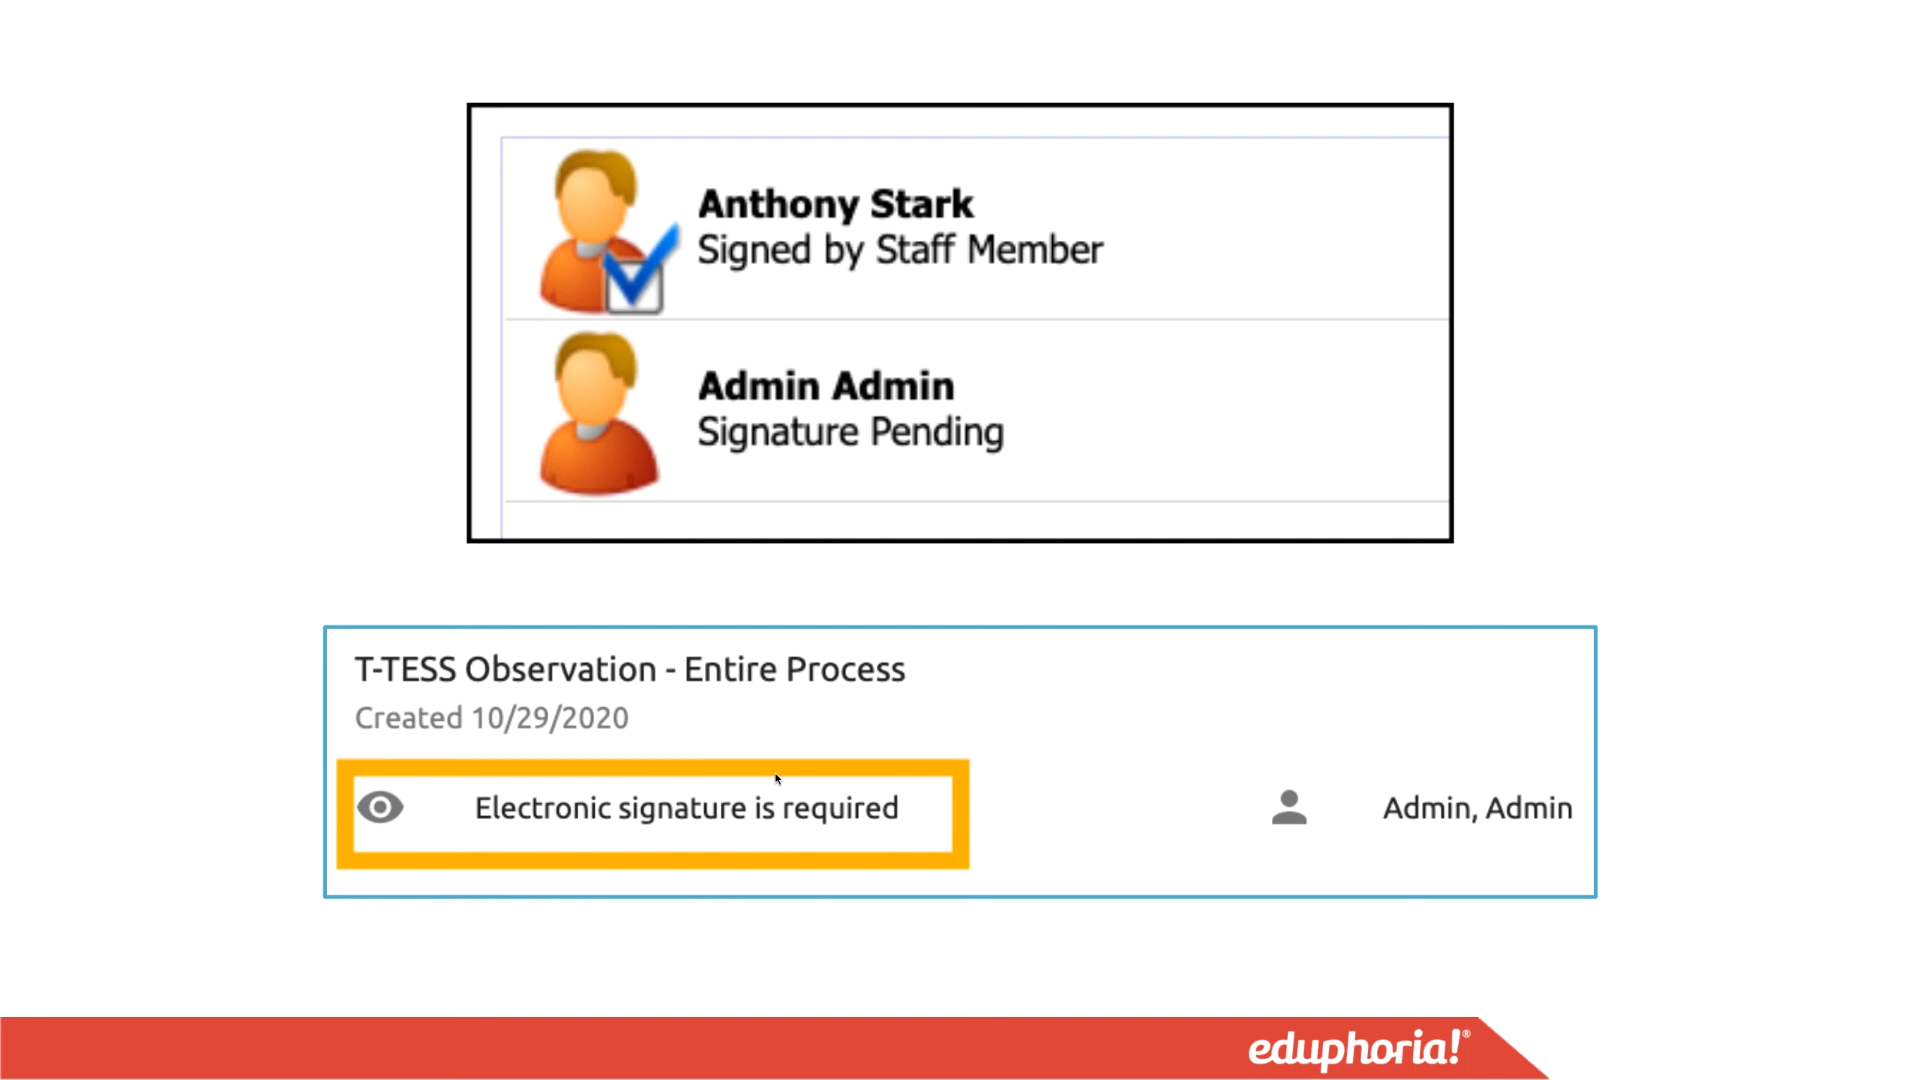 Anthony Stark
Signed by Staff Member
Admin Admin
Signature Pending
T-TESS Observation - Entire Process
Created 10/29/2020
Electronic signature is required
Admin, Admin
eduphoria!®